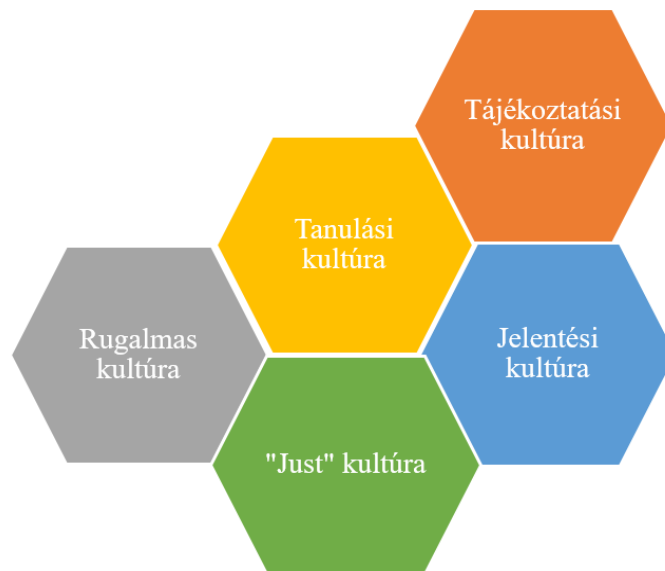 Tájékoztatási
kultúra
Tanulási
kultúra
Rugalmas
kultúra
Jelentési
kultúra
"Just" kultúra